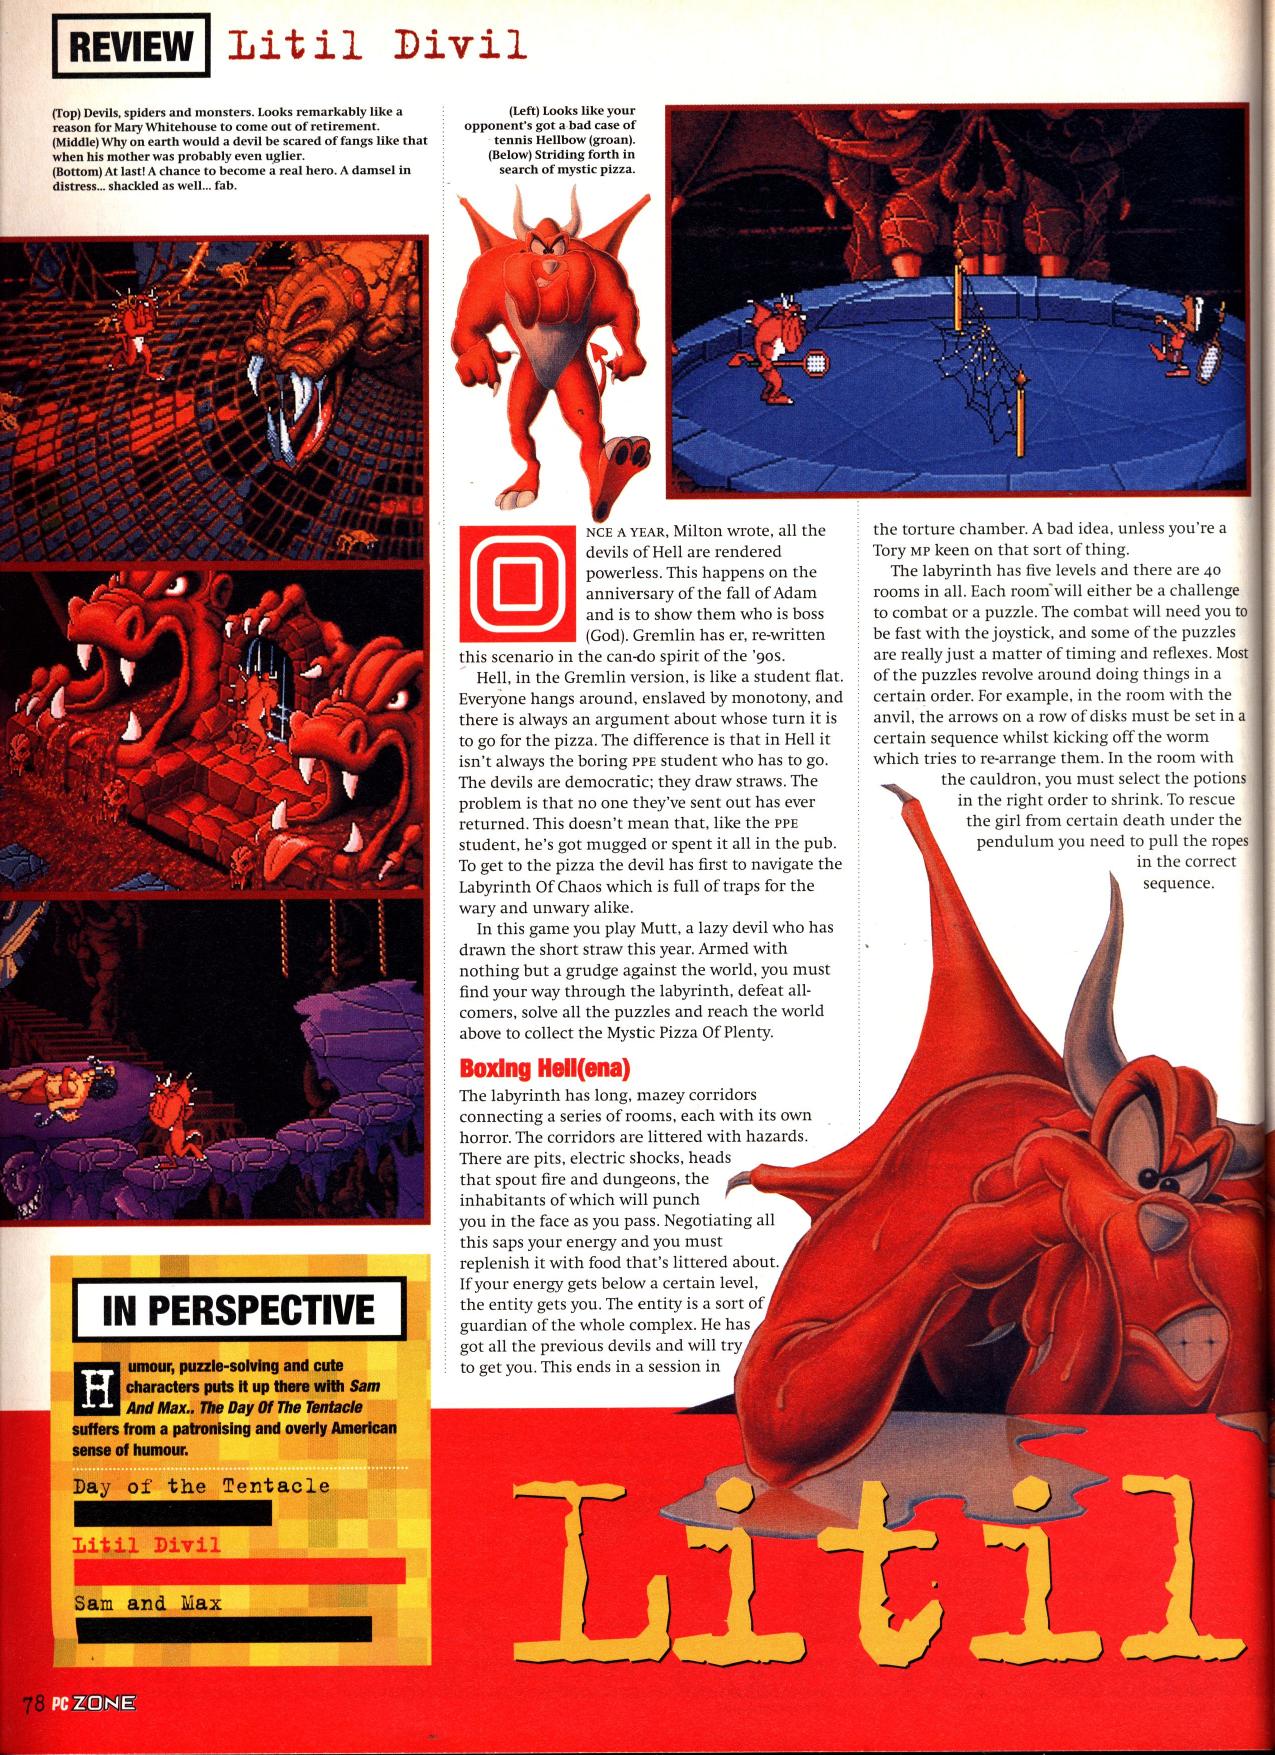 REVIEW Litil Divil
(Top) Devils, spiders and monsters. Looks remarkably like a
reason for Mary Whitehouse to come out of retirement.
(Middle) Why on earth would a devil be scared of fangs like that
when his mother was probably even uglier.
(Bottom) At last! A chance to become a real hero. A damsel in
distress... shackled as well... fab.
(Left) Looks like your
opponent's got a bad case of
tennis Hellbow (groan).
(Below) Striding forth in
search of mystic pizza.
ONCE A YEAR, Milton wrote, all the
devils of Hell are rendered
powerless. This happens on the
anniversary of the fall of Adam
and is to show them who is boss
(God). Gremlin has er, re-written
this scenario in the can-do spirit of the '90s.
Hell, in the Gremlin version, is like a student flat.
Everyone hangs around, enslaved by monotony, and
there is always an argument about whose turn it is
to go for the pizza. The difference is that in Hell it
isn't always the boring PPE student who has to go.
The devils are democratic; they draw straws. The
problem is that no one they've sent out has ever
returned. This doesn't mean that, like the PPE
student, he's got mugged or spent it all in the pub.
To get to the pizza the devil has first to navigate the
Labyrinth Of Chaos which is full of traps for the
wary and unwary alike.
In this game you play Mutt, a lazy devil who has
drawn the short straw this year. Armed with
nothing but a grudge against the world, you must
find your way through the labyrinth, defeat all-
comers, solve all the puzzles and reach the world
above to collect the Mystic Pizza Of Plenty.
Boxing Hell(ena)
The labyrinth has long, mazey corridors
connecting a series of rooms, each with its own
horror. The corridors are littered with hazards.
There are pits, electric shocks, heads
that spout fire and dungeons, the
inhabitants of which will punch
you in the face as you pass. Negotiating all
this saps your energy and you must
replenish it with food that's littered about.
If your energy gets below a certain level,
the entity gets you. The entity is a sort of
guardian of the whole complex. He has
got all the previous devils and will try
to get you. This ends in a session in
the torture chamber. A bad idea, unless you're a
Tory MP keen on that sort of thing.
The labyrinth has five levels and there are 40
rooms in all. Each room will either be a challenge
to combat or a puzzle. The combat will need you to
be fast with the joystick, and some of the puzzles
are really just a matter of timing and reflexes. Most
of the puzzles revolve around doing things in a
certain order. For example, in the room with the
anvil, the arrows on a row of disks must be set in a
certain sequence whilst kicking off the worm
which tries to re-arrange them. In the room with
the cauldron, you must select the potions
in the right order to shrink. To rescue
the girl from certain death under the
pendulum you need to pull the ropes
in the correct
sequence.
IN PERSPECTIVE
Humour, puzzle-solving and cute
characters puts it up there with Sam
And Max.. The Day Of The Tentacle
suffers from a patronising and overly American
sense of humour.
Day of the Tentacle
Litil Divil
Sam and Max
Litil
78 PC ZONE